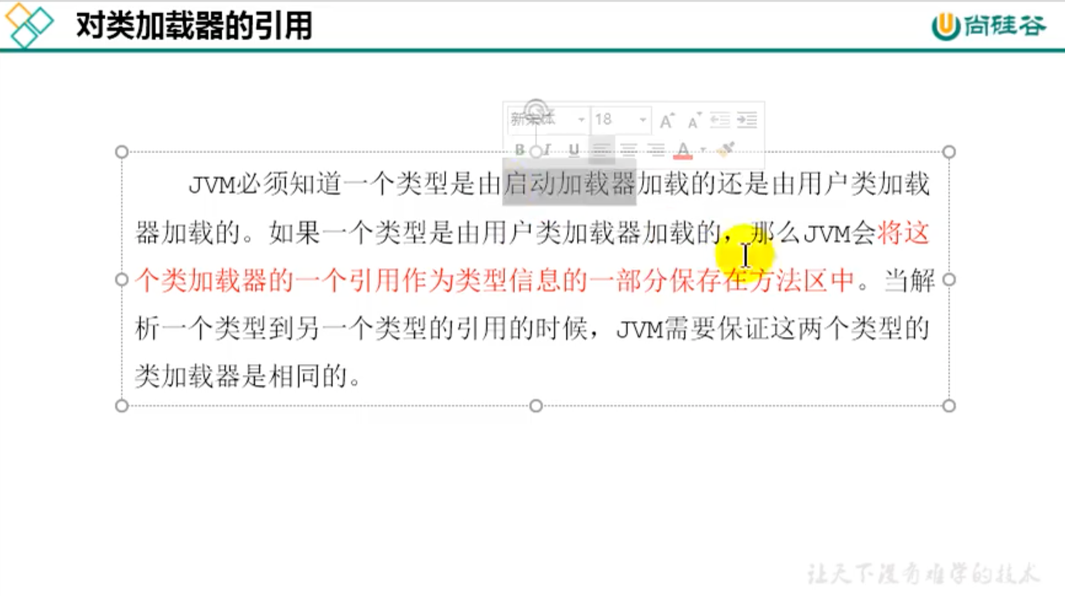 对类加载器的引用
尚硅谷
新宋体 18 A A
B I U A
JVM必须知道一个类型是由启动加载器加载的还是由用户类加载
器加载的。如果一个类型是由用户类加载器加载的，那么JVM会将这
个类加载器的一个引用作为类型信息的一部分保存在方法区中。当解
析一个类型到另一个类型的引用的时候，JVM需要保证这两个类型的
类加载器是相同的。
让天下没有难学的技术